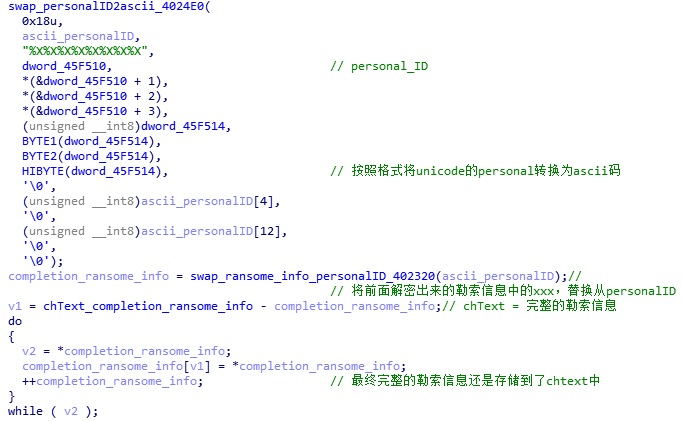 swap_personalID2ascii_4024E0(
0x18u,
ascii_personalID,
"%X%X%X%X%X%X%X%X",
dword_45F510, // personal_ID
*(&dword_45F510 + 1),
*(&dword_45F510 + 2),
*(&dword_45F510 + 3),
(unsigned __int8)dword_45F514,
BYTE1(dword_45F514),
BYTE2(dword_45F514),
HIBYTE(dword_45F514), // 按照格式将unicode的personal转换为ascii码
'\0',
(unsigned __int8)ascii_personalID[4],
'\0',
(unsigned __int8)ascii_personalID[12],
'\0',
'\0');
completion_ransome_info = swap_ransome_info_personalID_402320(ascii_personalID);//
// 将前面解密出来的勒索信息中的xxx，替换从personalID
v1 = chText_completion_ransome_info - completion_ransome_info;// chText = 完整的勒索信息
do
{
v2 = *completion_ransome_info;
completion_ransome_info[v1] = *completion_ransome_info;
++completion_ransome_info; // 最终完整的勒索信息还是存储到了chtext中
}
while ( v2 );